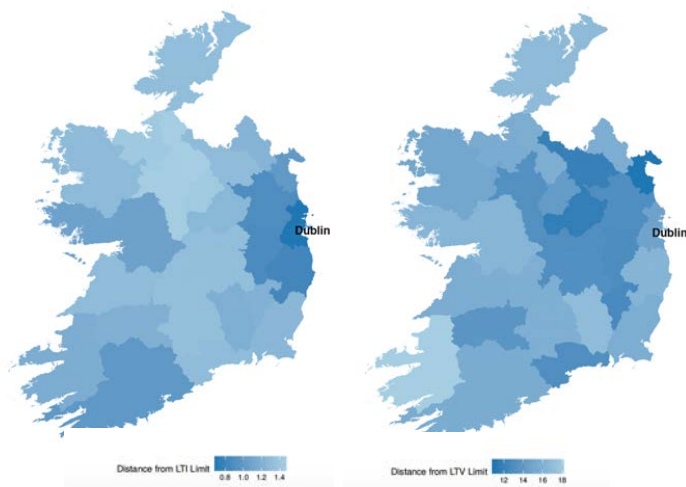 Dublin
Dublin
Distance from LTI Limit
0.8 1.0 1.2 1.4
Distance from LTV Limit
12 14 16 18